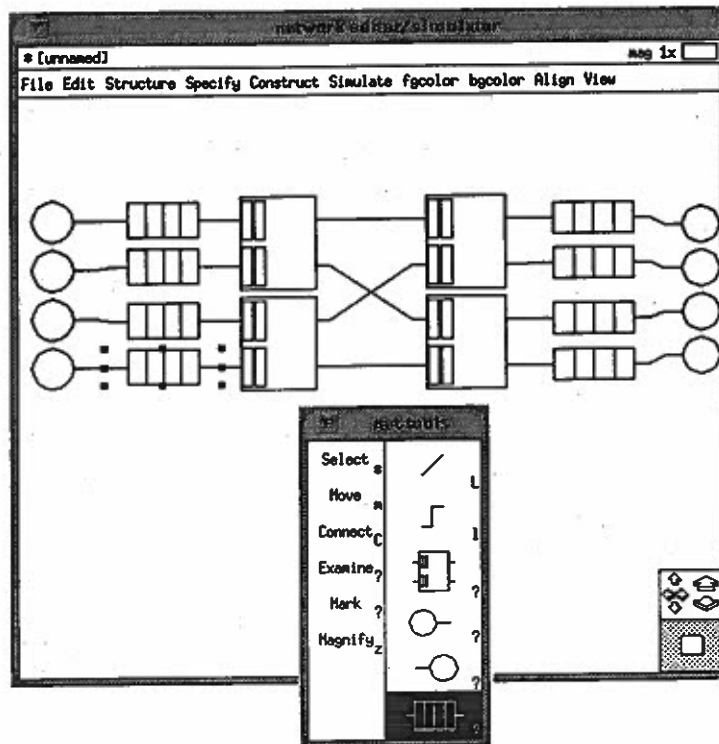 network editor/simulator
* [unnamed] mag 1x
File Edit Structure Specify Construct Simulate fgcolor bgcolor Align View
Select s
Move m
Connect C
Examine ?
Mark ?
Magnify z
L
l
?
?
?
?